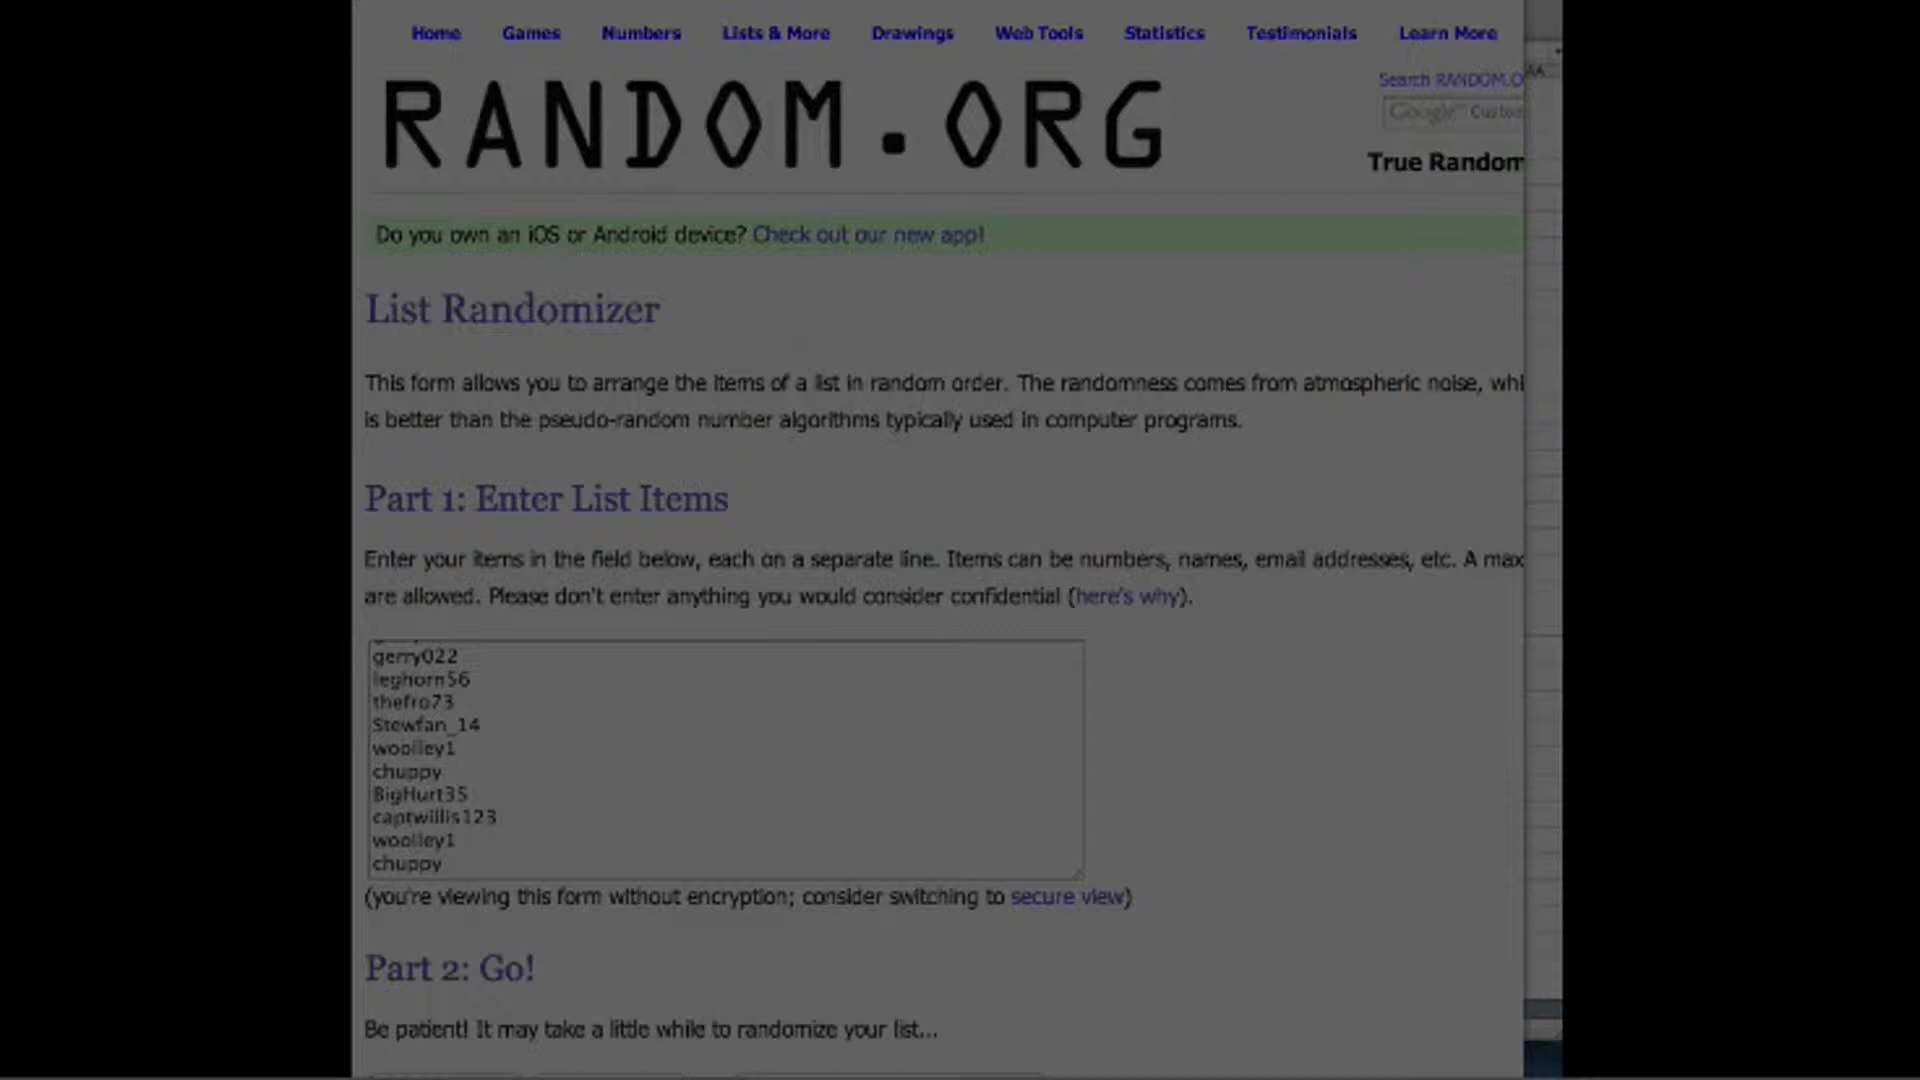 Home Games Numbers Lists & More Drawings Web Tools Statistics Testimonials Learn More
RANDOM.ORG
Search RANDOM.O
Google™ Custom
True Random
Do you own an iOS or Android device? Check out our new app!
List Randomizer
This form allows you to arrange the items of a list in random order. The randomness comes from atmospheric noise, whi
is better than the pseudo-random number algorithms typically used in computer programs.
Part 1: Enter List Items
Enter your items in the field below, each on a separate line. Items can be numbers, names, email addresses, etc. A max
are allowed. Please don't enter anything you would consider confidential (here's why).
gerry022
leghorn56
thefro73
Stewfan_14
woolley1
chuppy
BigHurt35
captwillis123
woolley1
chuppy
(you're viewing this form without encryption; consider switching to secure view)
Part 2: Go!
Be patient! It may take a little while to randomize your list...